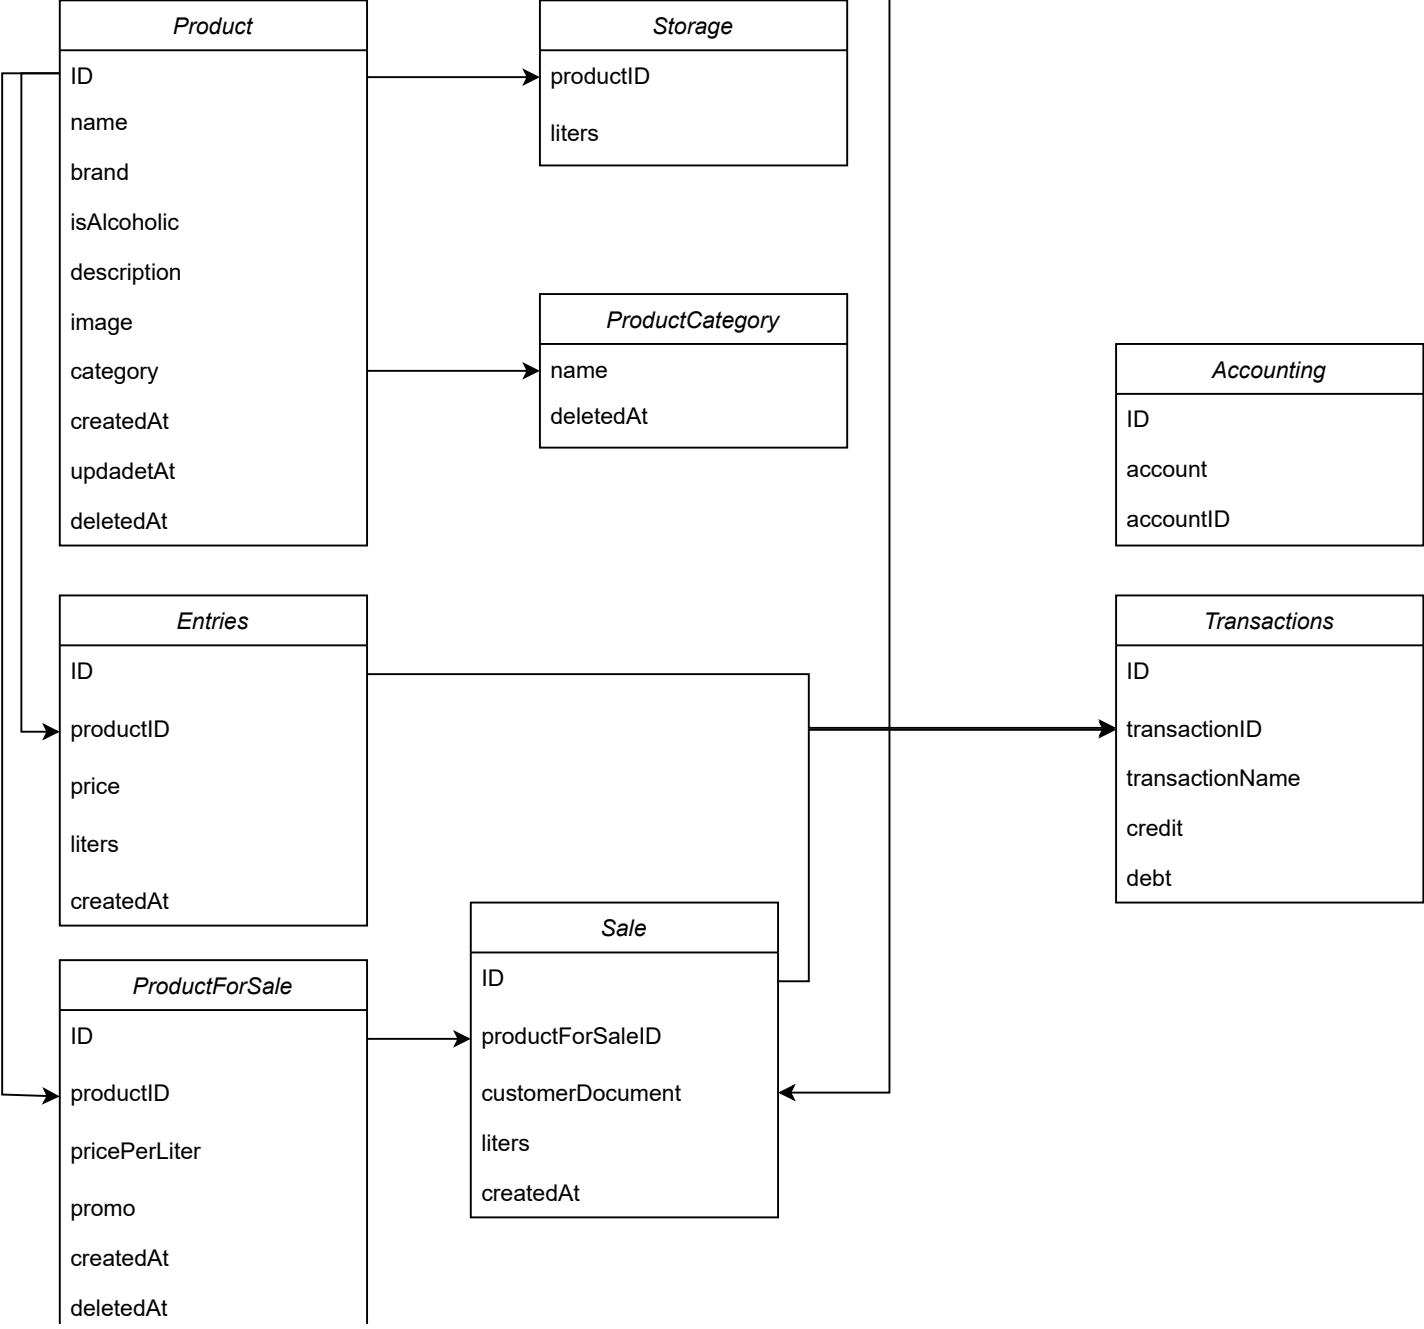 Product
ID
name
brand
isAlcoholic
description
image
category
createdAt
updadetAt
deletedAt
Storage
productID
liters
ProductCategory
name
deletedAt
Accounting
ID
account
accountID
Entries
ID
productID
price
liters
createdAt
Transactions
ID
transactionID
transactionName
credit
debt
ProductForSale
ID
productID
pricePerLiter
promo
createdAt
deletedAt
Sale
ID
productForSaleID
customerDocument
liters
createdAt